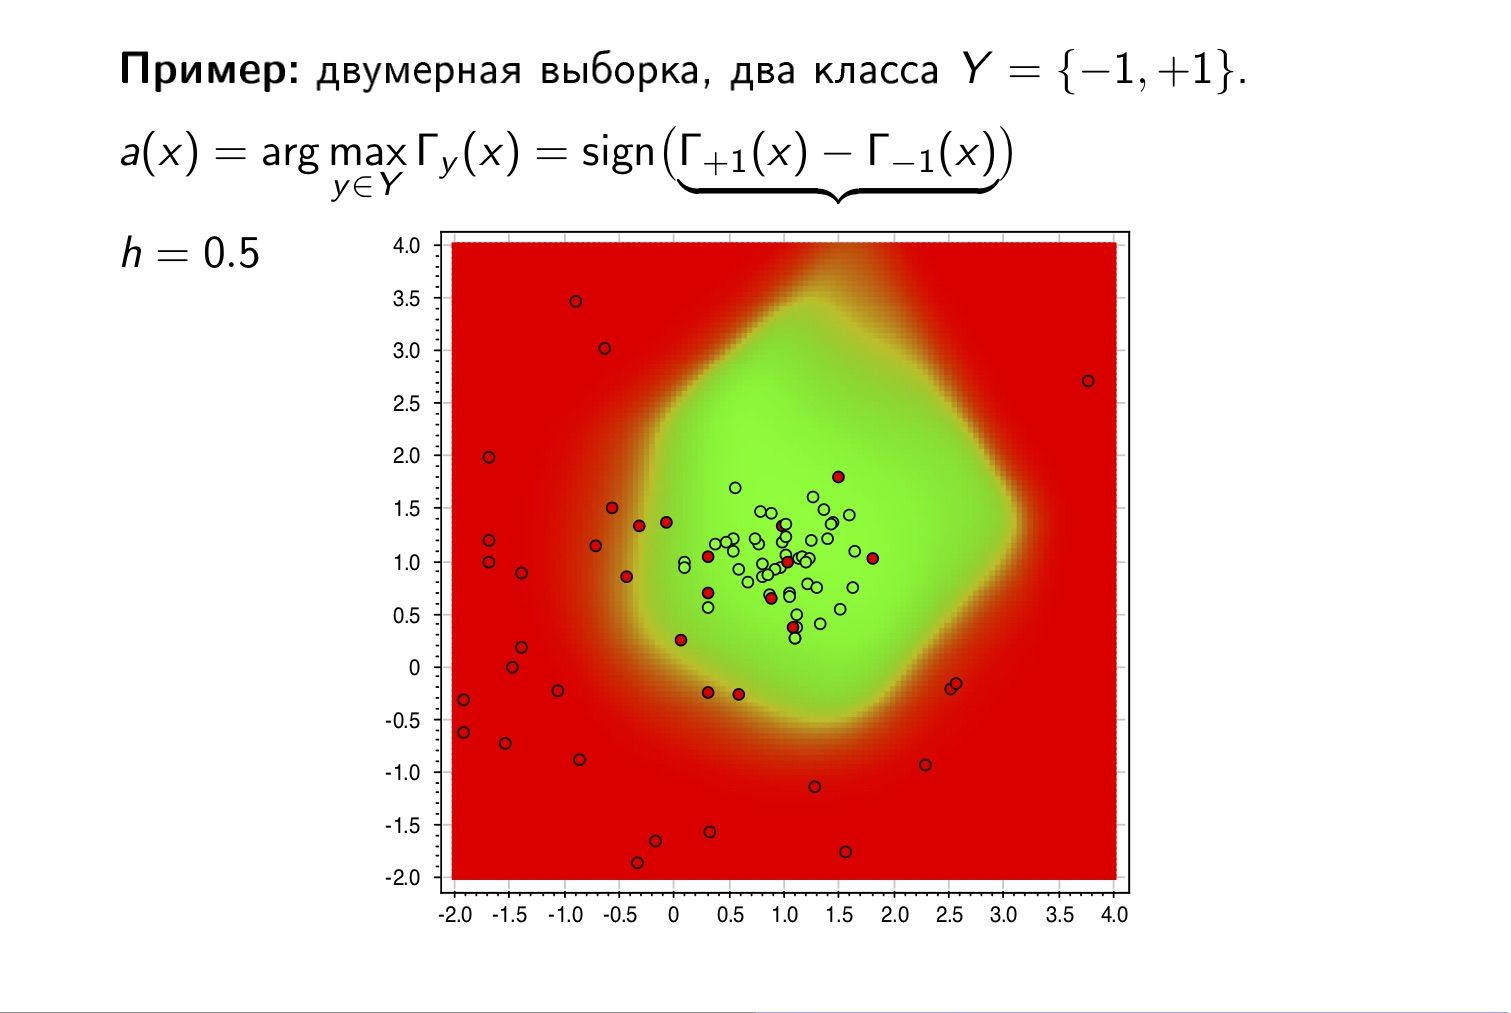 Пример: двумерная выборка, два класса Y = {−1, +1}.
a(x) = arg max Γ_y(x) = sign(Γ_{+1}(x) − Γ_{−1}(x))
y∈Y
h = 0.5
4.0
3.5
3.0
2.5
2.0
1.5
1.0
0.5
0
-0.5
-1.0
-1.5
-2.0
-2.0 -1.5 -1.0 -0.5 0 0.5 1.0 1.5 2.0 2.5 3.0 3.5 4.0